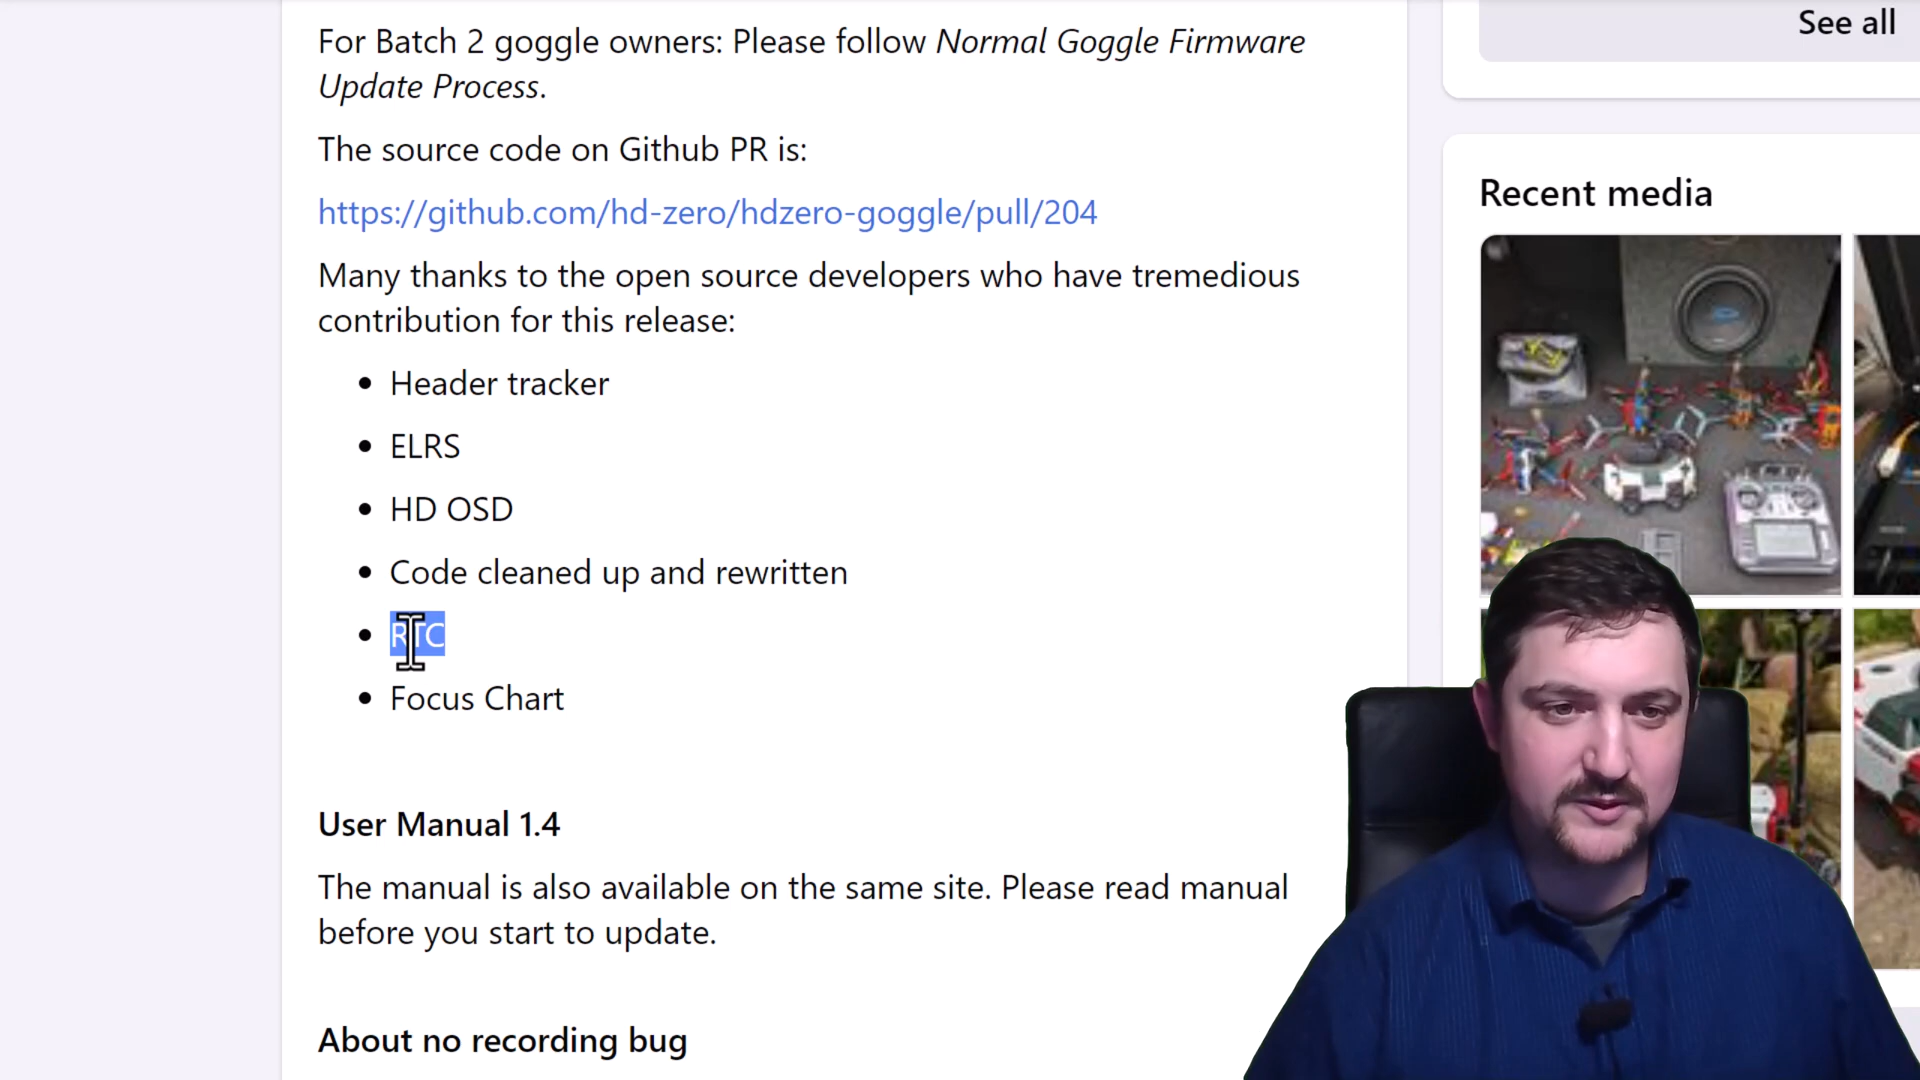 For Batch 2 goggle owners: Please follow Normal Goggle Firmware
Update Process.
The source code on Github PR is:
https://github.com/hd-zero/hdzero-goggle/pull/204
Many thanks to the open source developers who have tremedious
contribution for this release:
• Header tracker
• ELRS
• HD OSD
• Code cleaned up and rewritten
• RTC
• Focus Chart
User Manual 1.4
The manual is also available on the same site. Please read manual
before you start to update.
About no recording bug
See all
Recent media